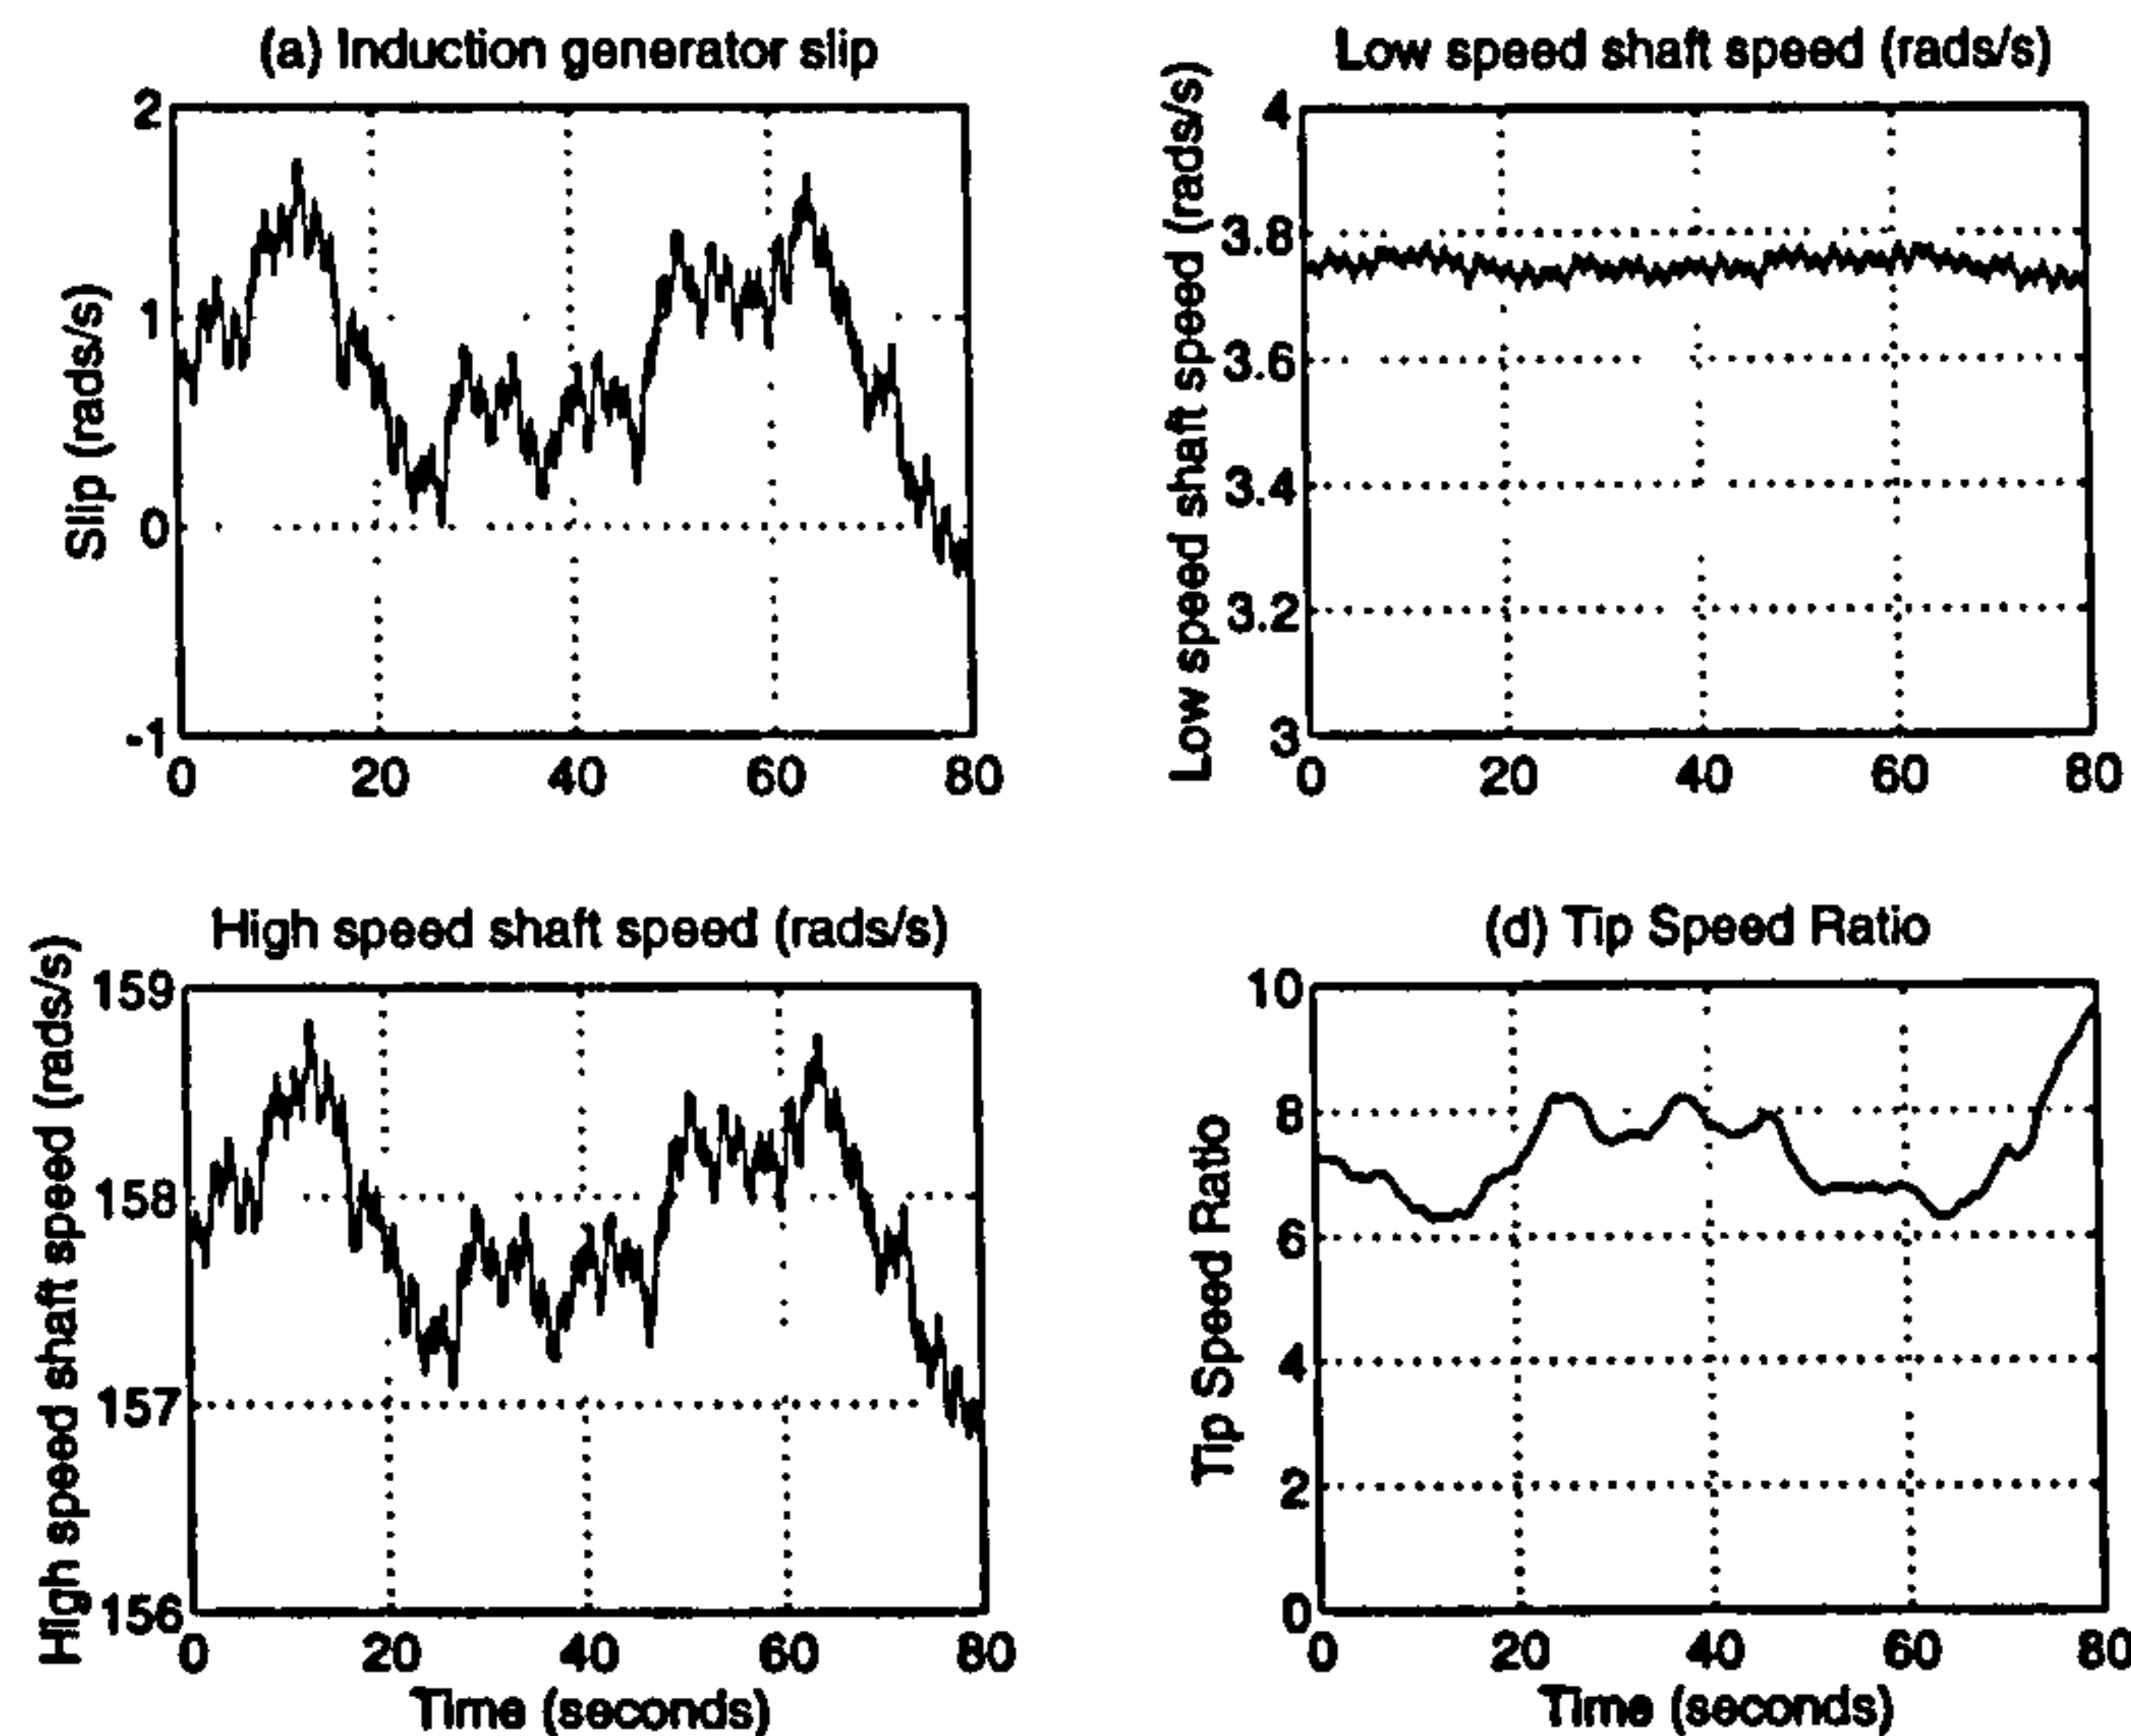 (a) Induction generator slip
Low speed shaft speed (rads/s)
Slip (rads/s)
2
1
0
-1
0 20 40 60 80
Low speed shaft speed (rads/s)
4
3.8
3.6
3.4
3.2
3
0 20 40 60 80
High speed shaft speed (rads/s)
(d) Tip Speed Ratio
High speed shaft speed (rads/s)
159
158
157
156
0 20 40 60 80
Time (seconds)
Tip Speed Ratio
10
8
6
4
2
0
0 20 40 60 80
Time (seconds)